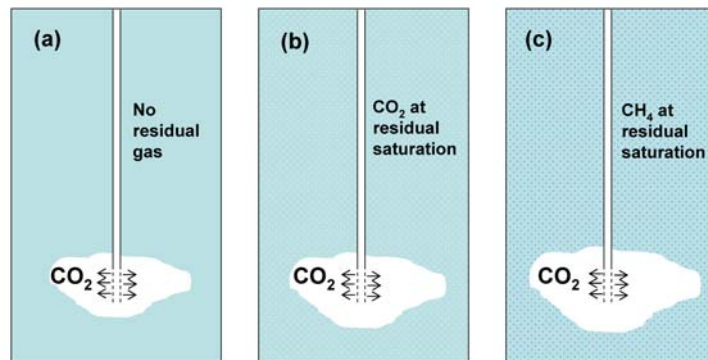 (a)
No
residual
gas
CO₂
(b)
CO₂ at
residual
saturation
CO₂
(c)
CH₄ at
residual
saturation
CO₂